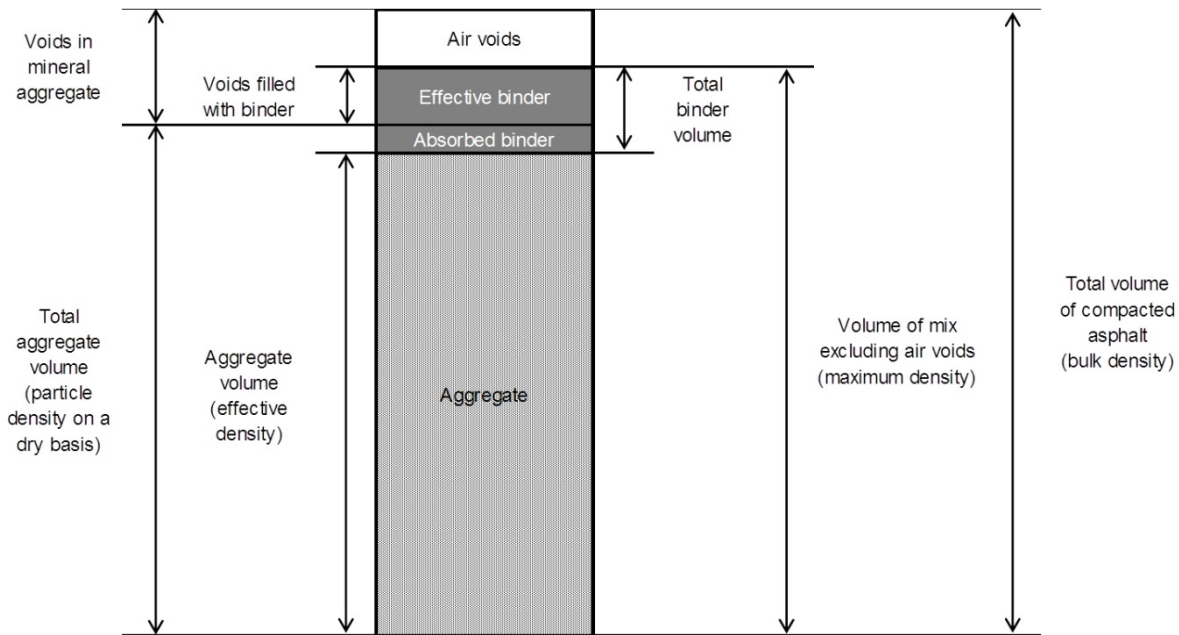 Voids in
mineral
aggregate
Air voids
Voids filled
with binder
Effective binder
Total
binder
volume
Absorbed binder
Total
aggregate
volume
(particle
density on a
dry basis)
Aggregate
volume
(effective
density)
Aggregate
Volume of mix
excluding air voids
(maximum density)
Total volume
of compacted
asphalt
(bulk density)